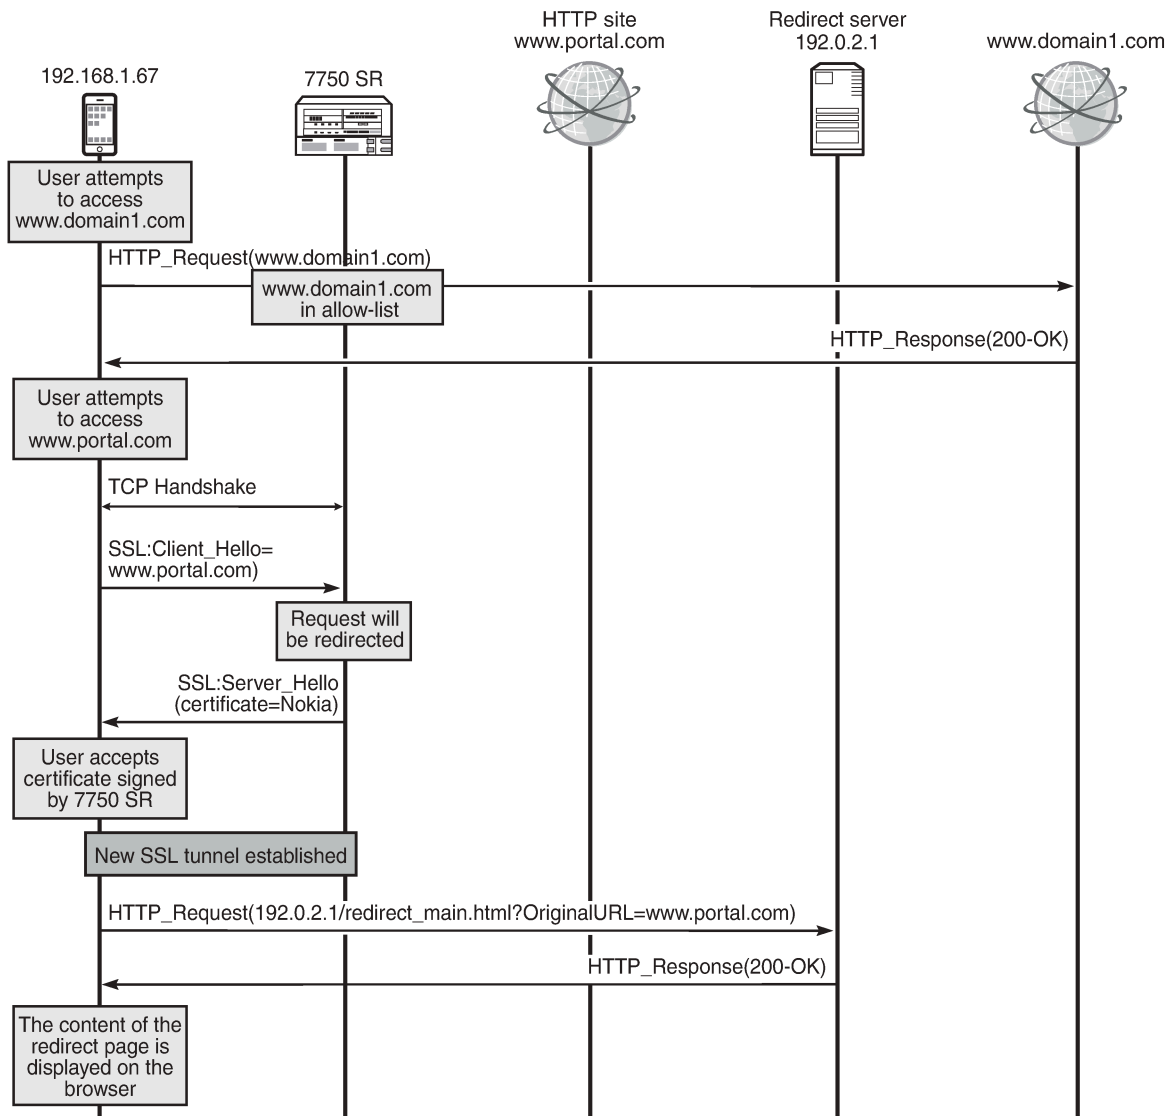 HTTP site
www.portal.com
Redirect server
192.0.2.1
www.domain1.com
192.168.1.67
7750 SR
User attempts
to access
www.domain1.com
HTTP_Request(www.domain1.com)
www.domain1.com
in allow-list
HTTP_Response(200-OK)
User attempts
to access
www.portal.com
TCP Handshake
SSL:Client_Hello=
www.portal.com)
Request will
be redirected
SSL:Server_Hello
(certificate=Nokia)
User accepts
certificate signed
by 7750 SR
New SSL tunnel established
HTTP_Request(192.0.2.1/redirect_main.html?OriginalURL=www.portal.com)
HTTP_Response(200-OK)
The content of the
redirect page is
displayed on the
browser